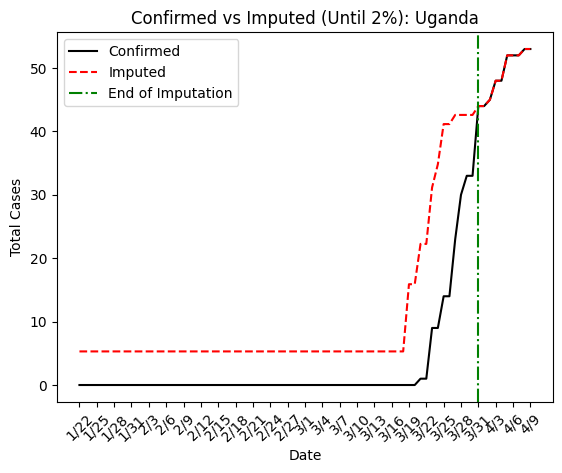 Confirmed vs Imputed (Until 2%): Uganda
Confirmed
Imputed
End of Imputation
Total Cases
50
40
30
20
10
0
1/22 1/25 1/28 1/31 2/3 2/6 2/9 2/12 2/15 2/18 2/21 2/24 2/27 3/1 3/4 3/7 3/10 3/13 3/16 3/19 3/22 3/25 3/28 3/31 4/3 4/6 4/9
Date